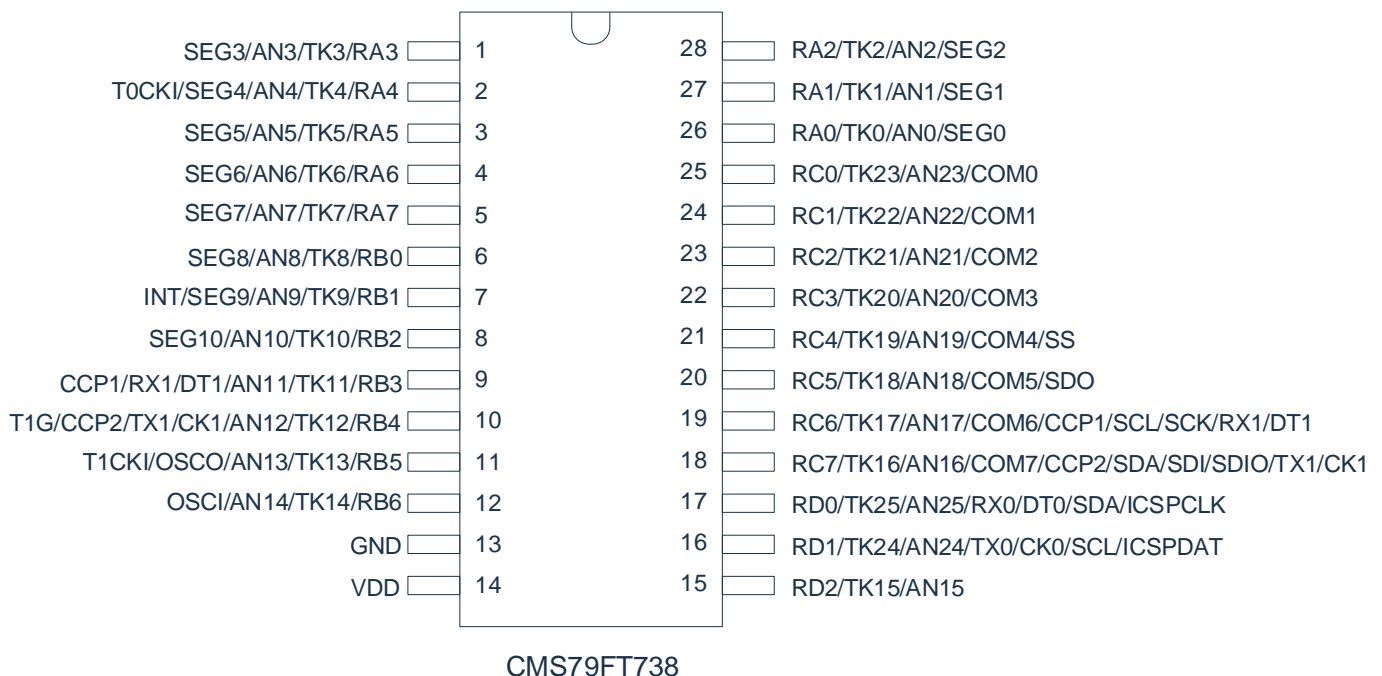 SEG3/AN3/TK3/RA3 1 28 RA2/TK2/AN2/SEG2
T0CKI/SEG4/AN4/TK4/RA4 2 27 RA1/TK1/AN1/SEG1
SEG5/AN5/TK5/RA5 3 26 RA0/TK0/AN0/SEG0
SEG6/AN6/TK6/RA6 4 25 RC0/TK23/AN23/COM0
SEG7/AN7/TK7/RA7 5 24 RC1/TK22/AN22/COM1
SEG8/AN8/TK8/RB0 6 23 RC2/TK21/AN21/COM2
INT/SEG9/AN9/TK9/RB1 7 22 RC3/TK20/AN20/COM3
SEG10/AN10/TK10/RB2 8 21 RC4/TK19/AN19/COM4/SS
CCP1/RX1/DT1/AN11/TK11/RB3 9 20 RC5/TK18/AN18/COM5/SDO
T1G/CCP2/TX1/CK1/AN12/TK12/RB4 10 19 RC6/TK17/AN17/COM6/CCP1/SCL/SCK/RX1/DT1
T1CKI/OSCO/AN13/TK13/RB5 11 18 RC7/TK16/AN16/COM7/CCP2/SDA/SDI/SDIO/TX1/CK1
OSCI/AN14/TK14/RB6 12 17 RD0/TK25/AN25/RX0/DT0/SDA/ICSPCLK
GND 13 16 RD1/TK24/AN24/TX0/CK0/SCL/ICSPDAT
VDD 14 15 RD2/TK15/AN15
CMS79FT738